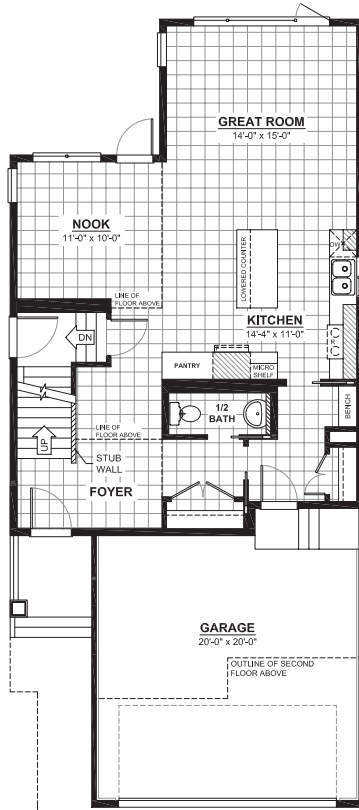 GREAT ROOM
14'-0" x 15'-0"
NOOK
11'-0" x 10'-0"
DW
LOWERED COUNTER
LINE OF
FLOOR ABOVE
KITCHEN
14'-4" x 11'-0"
DN
R
PANTRY
MICRO
SHELF
1/2
BATH
BENCH
LINE OF
FLOOR ABOVE
UP
STUB
WALL
FOYER
GARAGE
20'-0" x 20'-0"
OUTLINE OF SECOND
FLOOR ABOVE